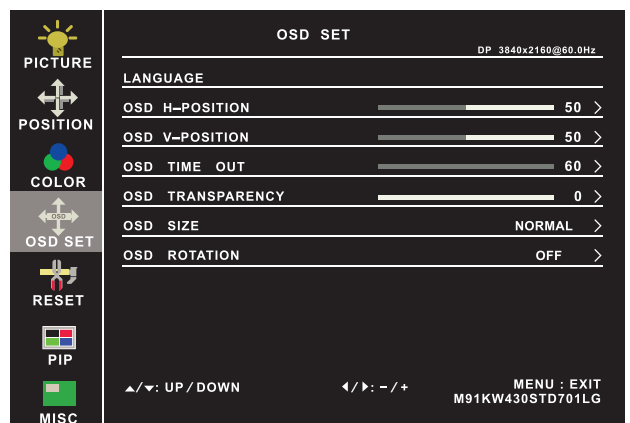 OSD SET
DP 3840x2160@60.0Hz
PICTURE
POSITION
COLOR
OSD
OSD SET
RESET
PIP
MISC
LANGUAGE
OSD H–POSITION 50 >
OSD V–POSITION 50 >
OSD TIME OUT 60 >
OSD TRANSPARENCY 0 >
OSD SIZE NORMAL >
OSD ROTATION OFF >
▲/▼: UP/DOWN ◀/▶: –/+ MENU : EXIT
M91KW430STD701LG